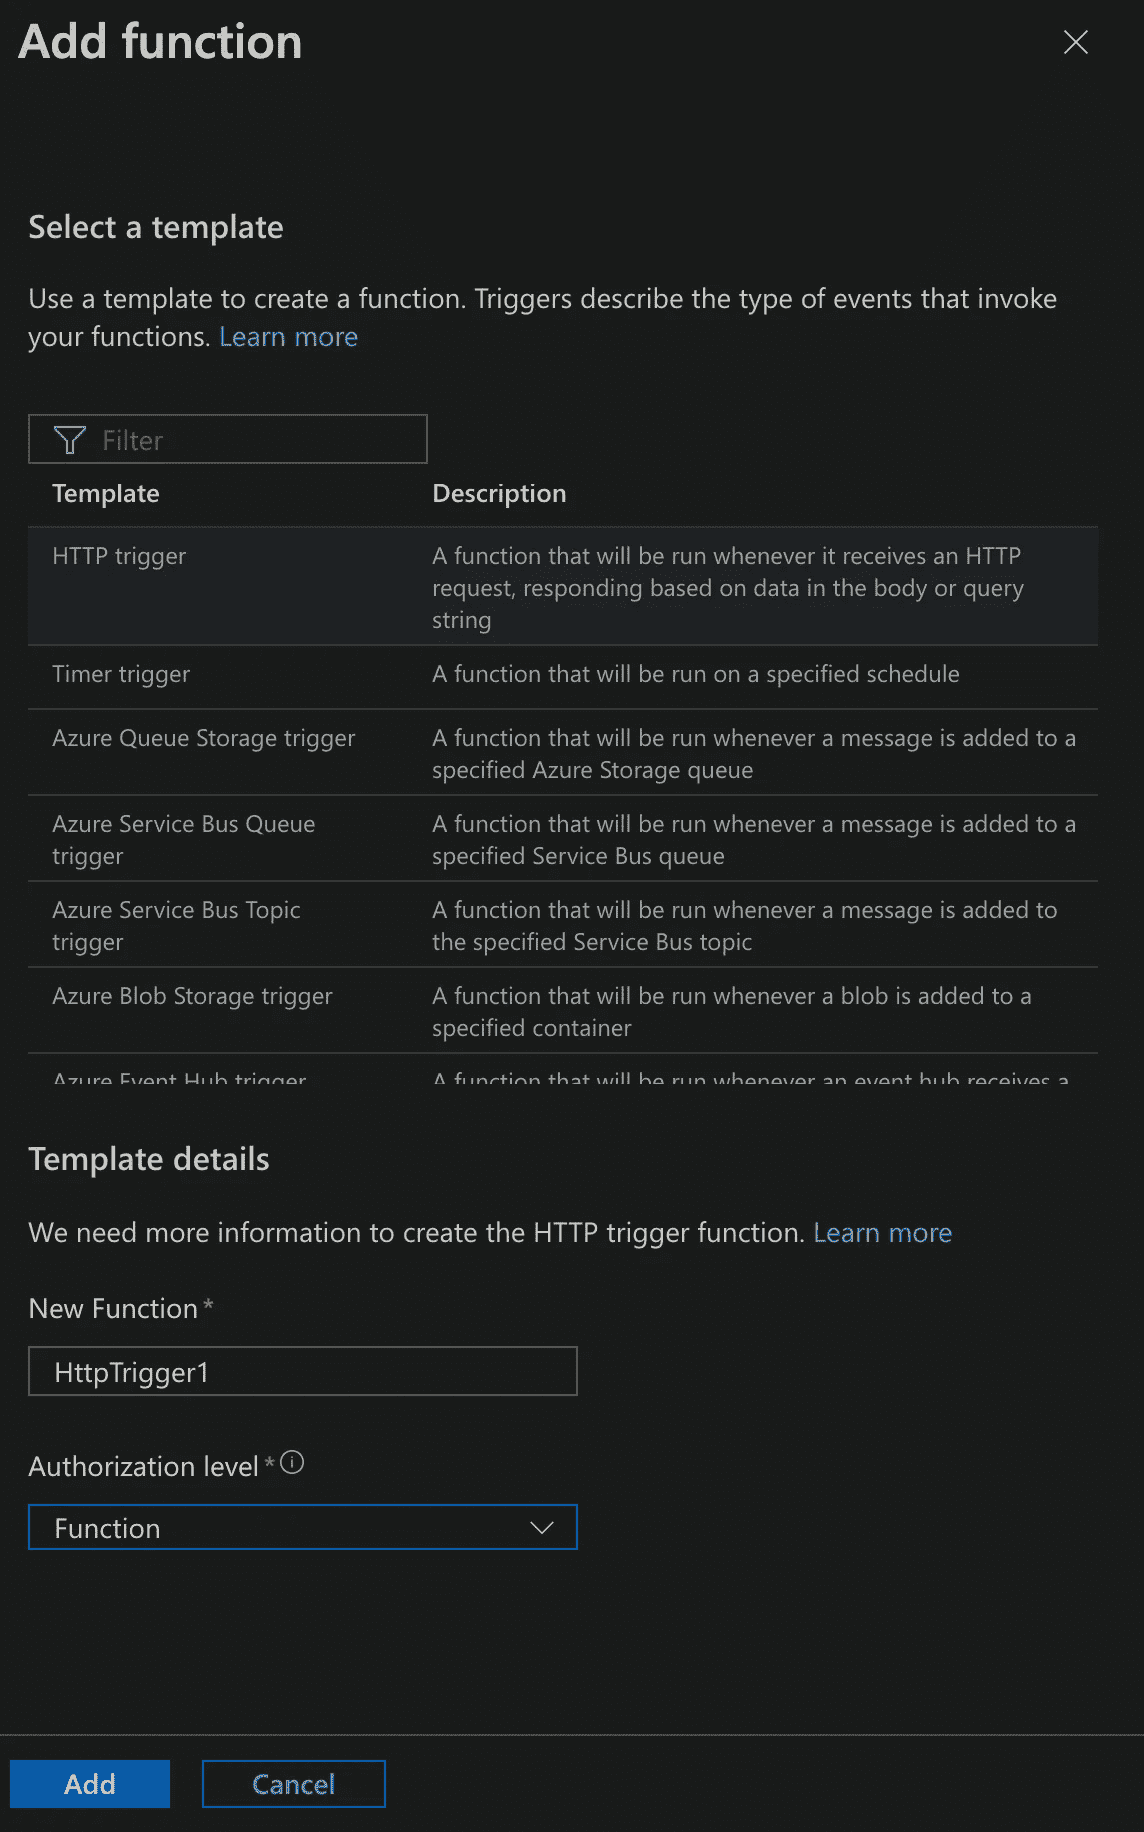 Add function
Select a template
Use a template to create a function. Triggers describe the type of events that invoke
your functions. Learn more
Filter
Template Description
HTTP trigger A function that will be run whenever it receives an HTTP
request, responding based on data in the body or query
string
Timer trigger A function that will be run on a specified schedule
Azure Queue Storage trigger A function that will be run whenever a message is added to a
specified Azure Storage queue
Azure Service Bus Queue A function that will be run whenever a message is added to a
trigger specified Service Bus queue
Azure Service Bus Topic A function that will be run whenever a message is added to
trigger the specified Service Bus topic
Azure Blob Storage trigger A function that will be run whenever a blob is added to a
specified container
Azure Event Hub trigger A function that will be run whenever an event hub receives a
Template details
We need more information to create the HTTP trigger function. Learn more
New Function *
HttpTrigger1
Authorization level *
Function
Add Cancel